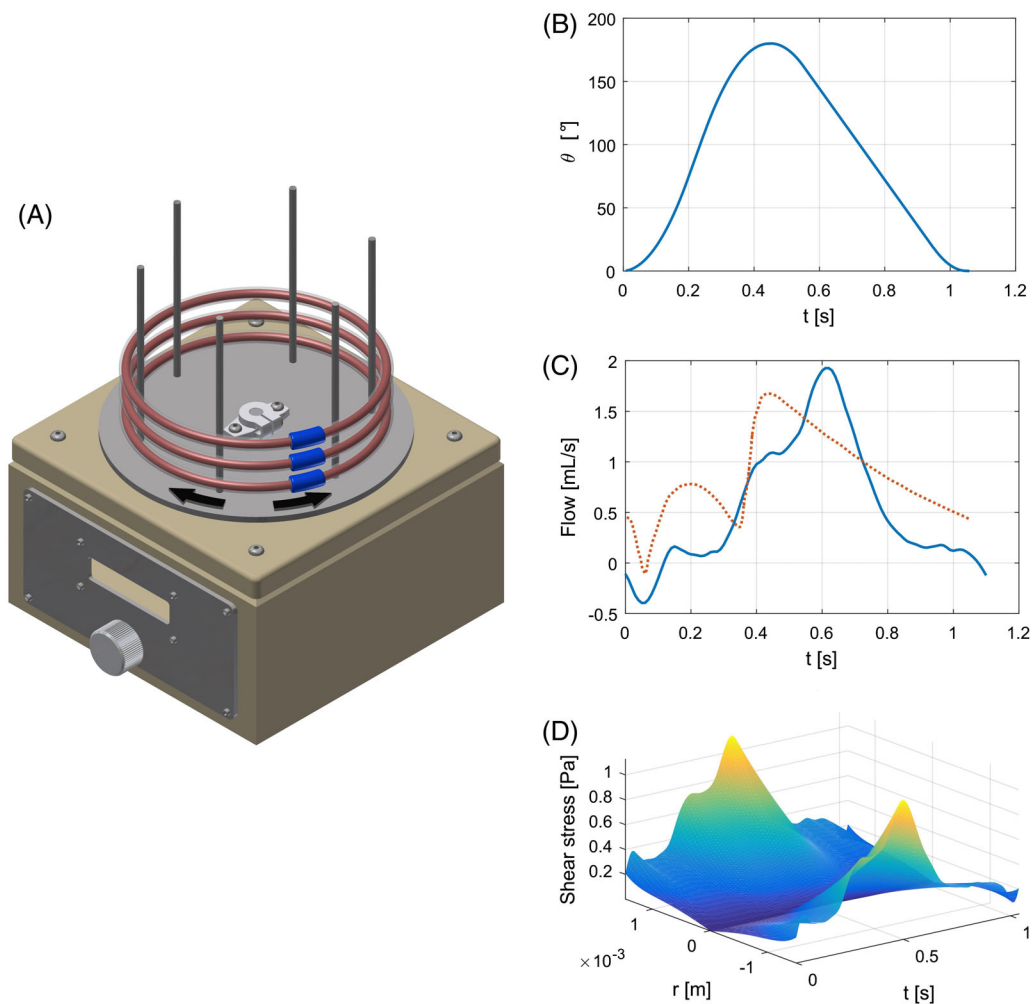 (A)
(B)
200
150
100
50
0
θ [°]
0 0.2 0.4 0.6 0.8 1 1.2
t [s]
(C)
2
1.5
1
0.5
0
-0.5
Flow [mL/s]
0 0.2 0.4 0.6 0.8 1 1.2
t [s]
(D)
1
0.8
0.6
0.4
0.2
Shear stress [Pa]
1
0
-1
×10⁻³
r [m]
0
0.5
1
t [s]